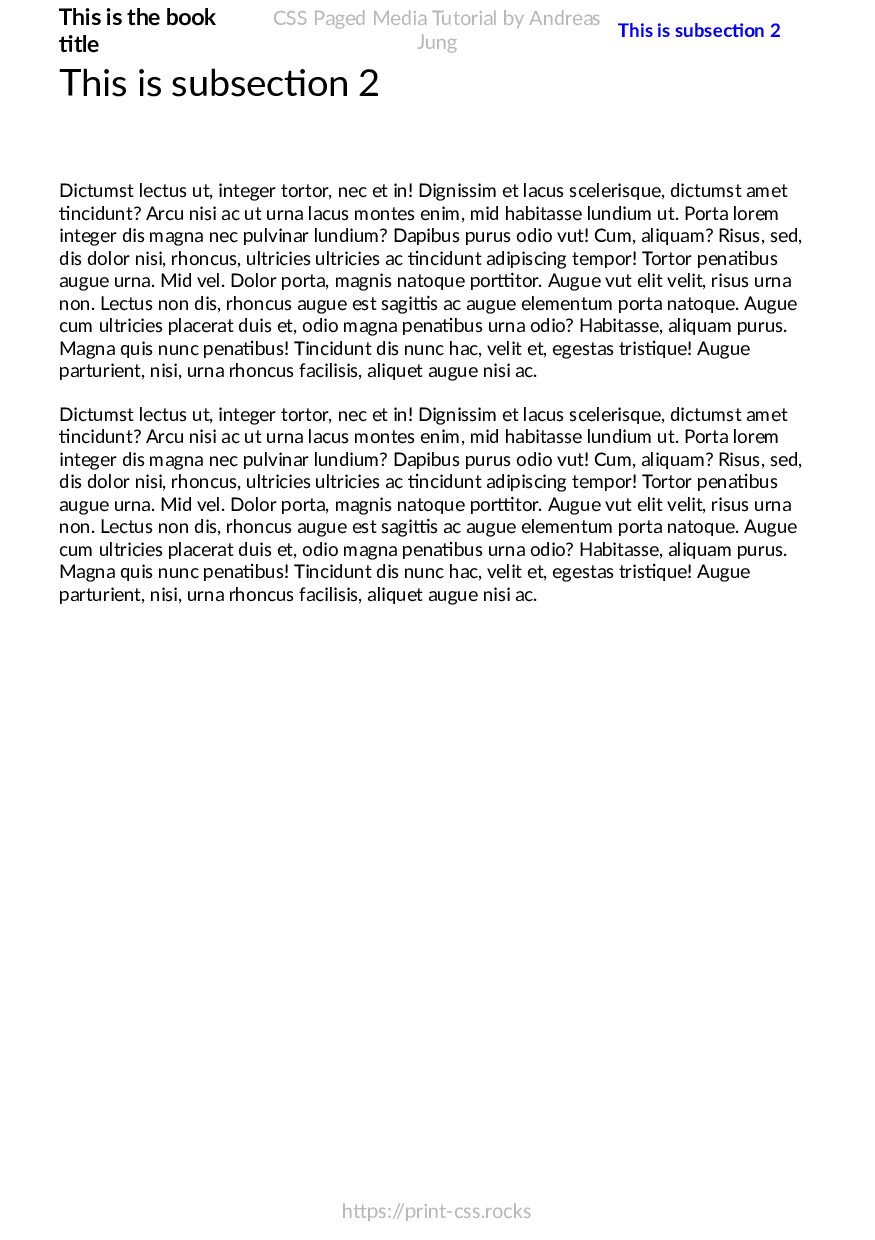 This is the book
title
CSS Paged Media Tutorial by Andreas
Jung
This is subsection 2
This is subsection 2
Dictumst lectus ut, integer tortor, nec et in! Dignissim et lacus scelerisque, dictumst amet
tincidunt? Arcu nisi ac ut urna lacus montes enim, mid habitasse lundium ut. Porta lorem
integer dis magna nec pulvinar lundium? Dapibus purus odio vut! Cum, aliquam? Risus, sed,
dis dolor nisi, rhoncus, ultricies ultricies ac tincidunt adipiscing tempor! Tortor penatibus
augue urna. Mid vel. Dolor porta, magnis natoque porttitor. Augue vut elit velit, risus urna
non. Lectus non dis, rhoncus augue est sagittis ac augue elementum porta natoque. Augue
cum ultricies placerat duis et, odio magna penatibus urna odio? Habitasse, aliquam purus.
Magna quis nunc penatibus! Tincidunt dis nunc hac, velit et, egestas tristique! Augue
parturient, nisi, urna rhoncus facilisis, aliquet augue nisi ac.
Dictumst lectus ut, integer tortor, nec et in! Dignissim et lacus scelerisque, dictumst amet
tincidunt? Arcu nisi ac ut urna lacus montes enim, mid habitasse lundium ut. Porta lorem
integer dis magna nec pulvinar lundium? Dapibus purus odio vut! Cum, aliquam? Risus, sed,
dis dolor nisi, rhoncus, ultricies ultricies ac tincidunt adipiscing tempor! Tortor penatibus
augue urna. Mid vel. Dolor porta, magnis natoque porttitor. Augue vut elit velit, risus urna
non. Lectus non dis, rhoncus augue est sagittis ac augue elementum porta natoque. Augue
cum ultricies placerat duis et, odio magna penatibus urna odio? Habitasse, aliquam purus.
Magna quis nunc penatibus! Tincidunt dis nunc hac, velit et, egestas tristique! Augue
parturient, nisi, urna rhoncus facilisis, aliquet augue nisi ac.
https://print-css.rocks